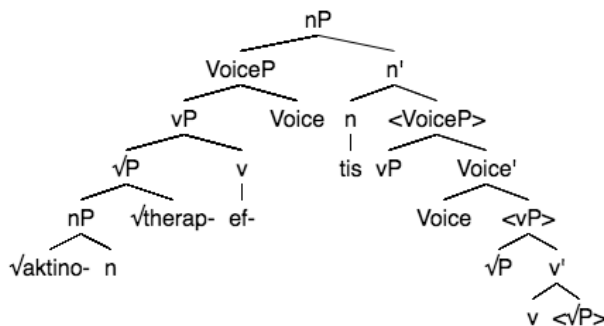 nP
VoiceP n'
vP Voice n <VoiceP>
√P v tis vP Voice'
nP √therap- ef- Voice <vP>
√aktino- n √P v'
v <√P>